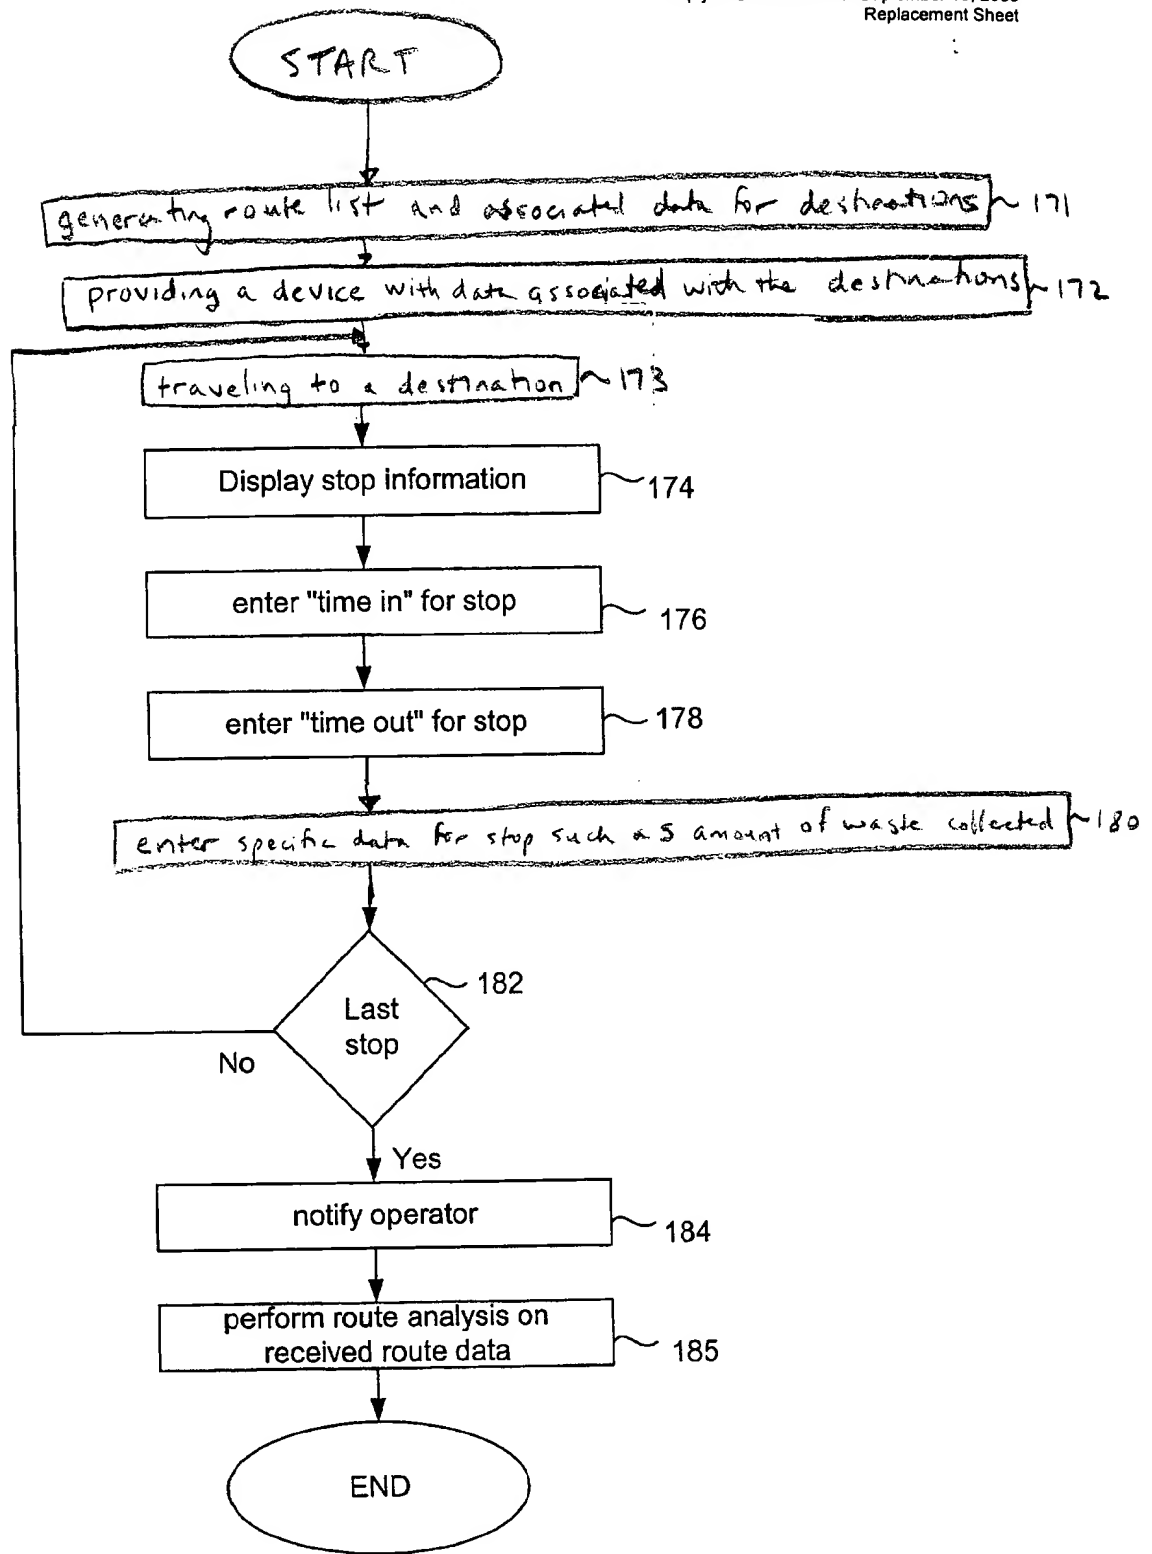 Replacement Sheet
START
generating route list and associated data for destinations 171
providing a device with data associated with the destinations 172
traveling to a destination 173
Display stop information 174
enter "time in" for stop 176
enter "time out" for stop 178
enter specific data for stop such as amount of waste collected 180
182
Last
stop
No
Yes
notify operator 184
perform route analysis on
received route data 185
END